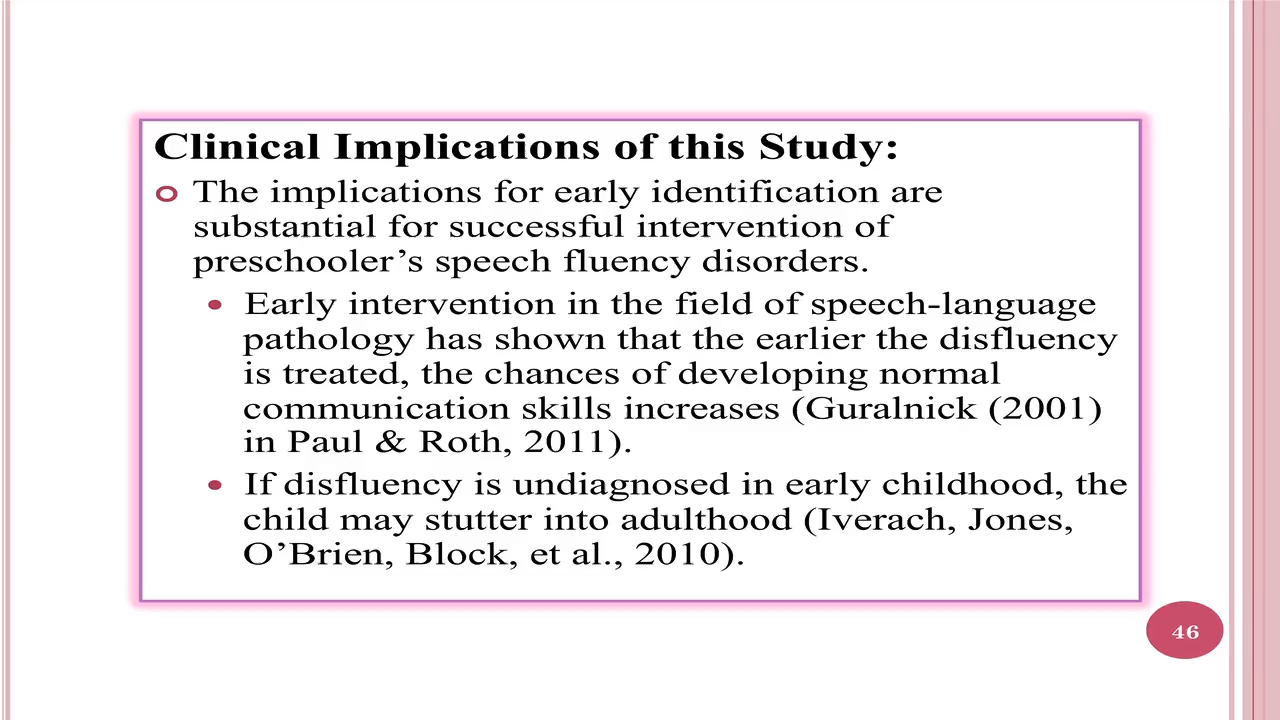 Clinical Implications of this Study:
The implications for early identification are
substantial for successful intervention of
preschooler’s speech fluency disorders.
Early intervention in the field of speech-language
pathology has shown that the earlier the disfluency
is treated, the chances of developing normal
communication skills increases (Guralnick (2001)
in Paul & Roth, 2011).
If disfluency is undiagnosed in early childhood, the
child may stutter into adulthood (Iverach, Jones,
O’Brien, Block, et al., 2010).
46